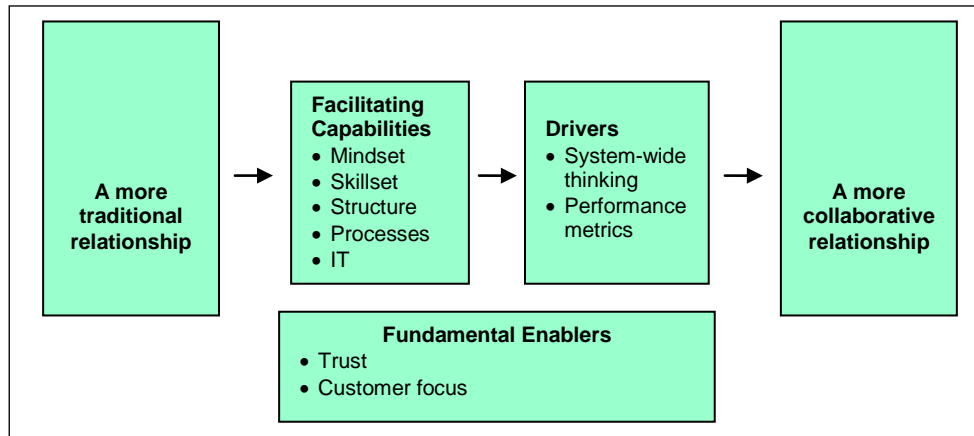 A more
traditional
relationship
Facilitating
Capabilities
• Mindset
• Skillset
• Structure
• Processes
• IT
Drivers
• System-wide
thinking
• Performance
metrics
A more
collaborative
relationship
Fundamental Enablers
• Trust
• Customer focus